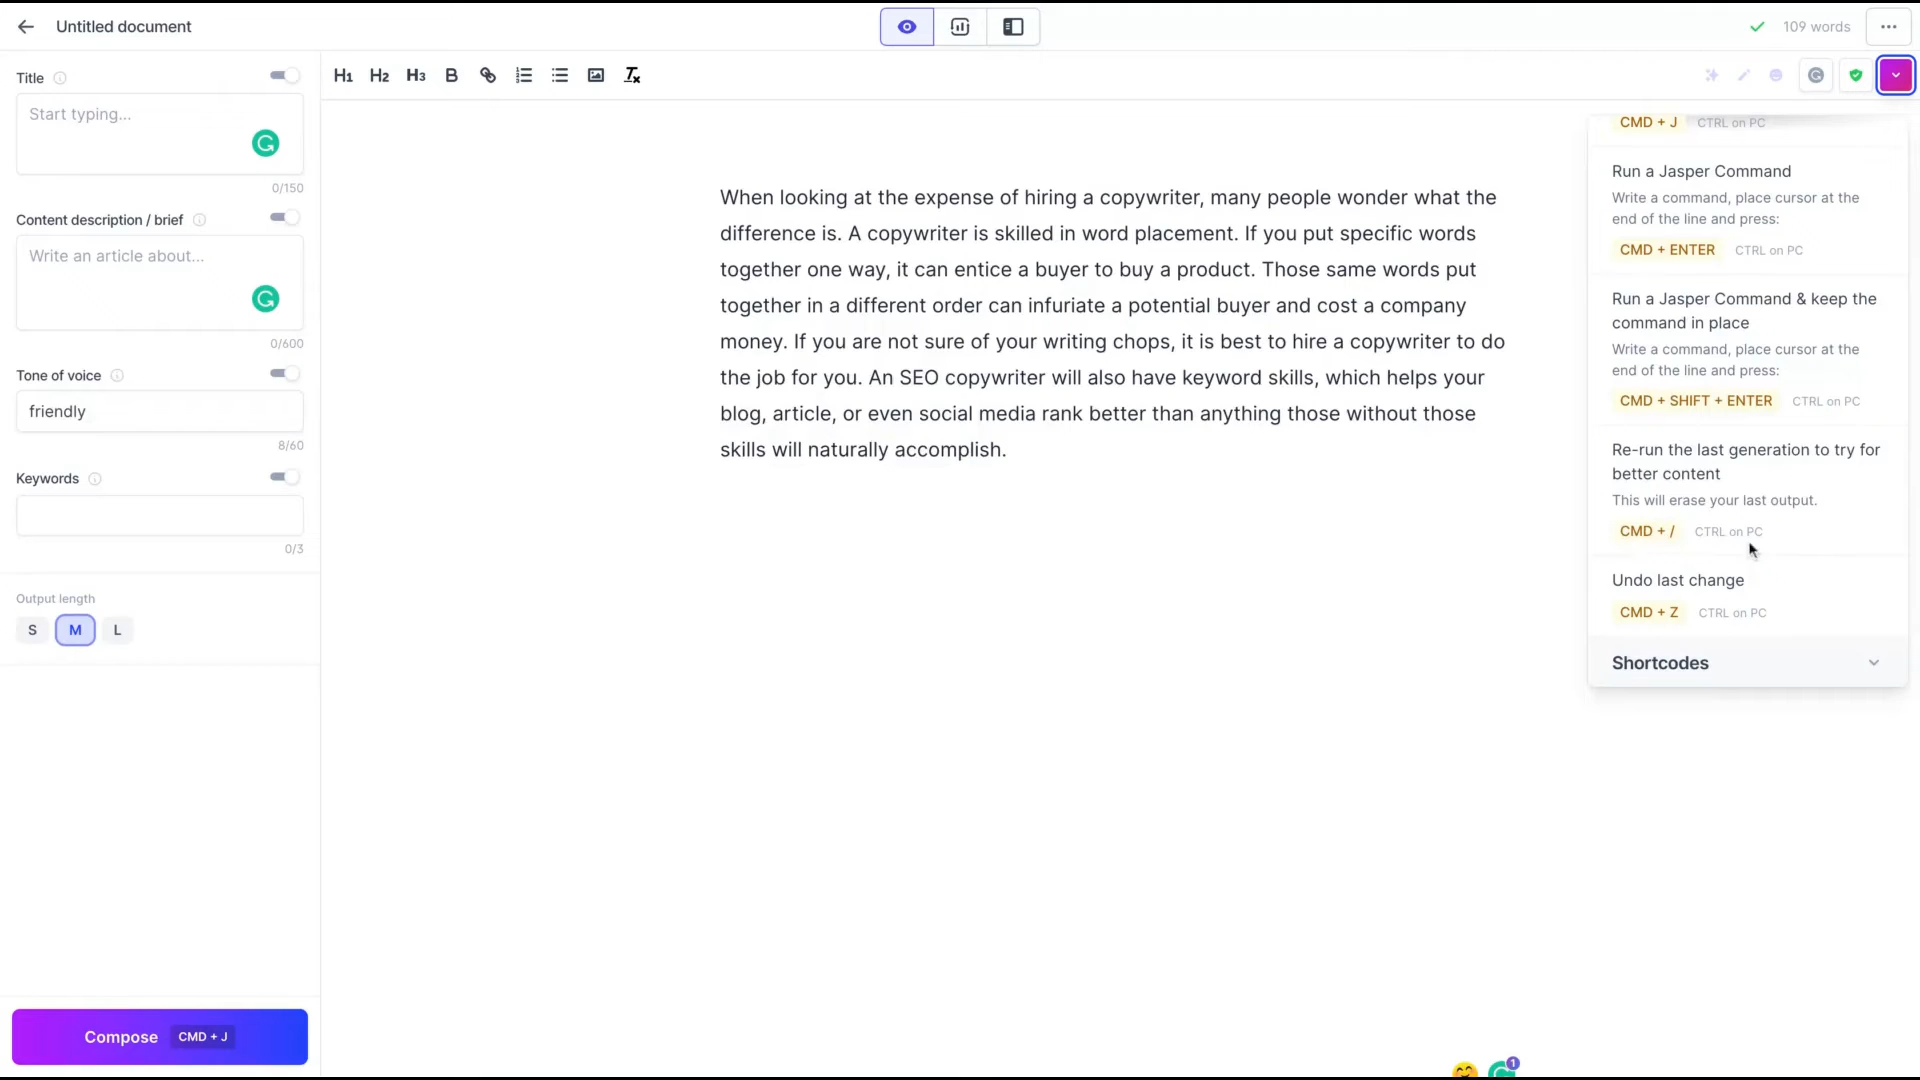 Untitled document
109 words
Title
Start typing...
0/150
Content description / brief
Write an article about...
0/600
Tone of voice
friendly
8/60
Keywords
0/3
Output length
S M L
Compose CMD + J
H1 H2 H3 B
When looking at the expense of hiring a copywriter, many people wonder what the
difference is. A copywriter is skilled in word placement. If you put specific words
together one way, it can entice a buyer to buy a product. Those same words put
together in a different order can infuriate a potential buyer and cost a company
money. If you are not sure of your writing chops, it is best to hire a copywriter to do
the job for you. An SEO copywriter will also have keyword skills, which helps your
blog, article, or even social media rank better than anything those without those
skills will naturally accomplish.
CMD + J CTRL on PC
Run a Jasper Command
Write a command, place cursor at the
end of the line and press:
CMD + ENTER CTRL on PC
Run a Jasper Command & keep the
command in place
Write a command, place cursor at the
end of the line and press:
CMD + SHIFT + ENTER CTRL on PC
Re-run the last generation to try for
better content
This will erase your last output.
CMD + / CTRL on PC
Undo last change
CMD + Z CTRL on PC
Shortcodes
1